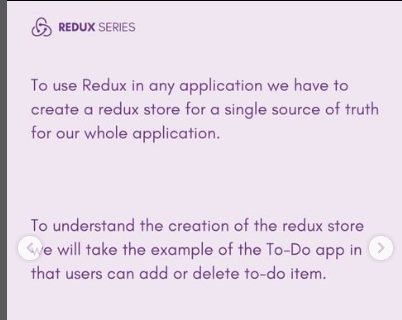 REDUX SERIES
To use Redux in any application we have to
create a redux store for a single source of truth
for our whole application.
To understand the creation of the redux store
we will take the example of the To-Do app in
that users can add or delete to-do item.